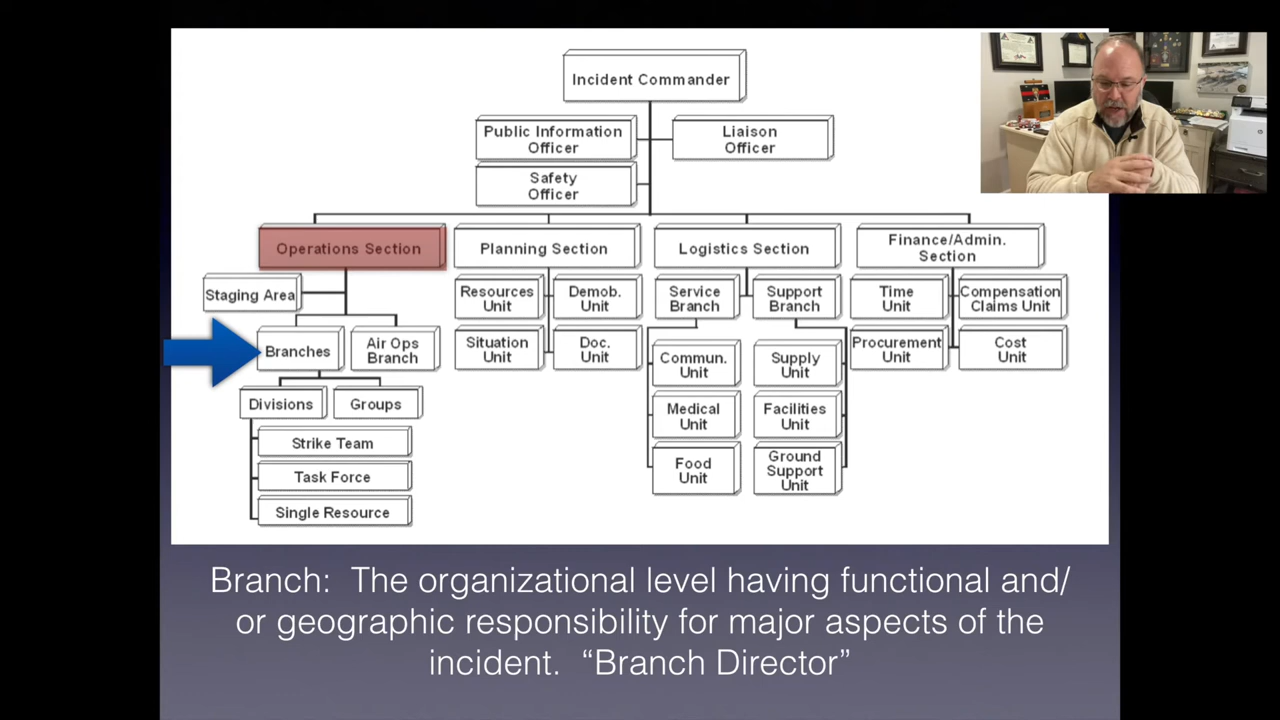 Incident Commander
Public Information
Officer
Liaison
Officer
Safety
Officer
Operations Section
Planning Section
Logistics Section
Finance/Admin.
Section
Staging Area
Branches
Air Ops
Branch
Divisions
Groups
Strike Team
Task Force
Single Resource
Resources
Unit
Demob.
Unit
Situation
Unit
Doc.
Unit
Service
Branch
Support
Branch
Commun.
Unit
Supply
Unit
Medical
Unit
Facilities
Unit
Food
Unit
Ground
Support
Unit
Time
Unit
Compensation
Claims Unit
Procurement
Unit
Cost
Unit
Branch: The organizational level having functional and/
or geographic responsibility for major aspects of the
incident. “Branch Director”